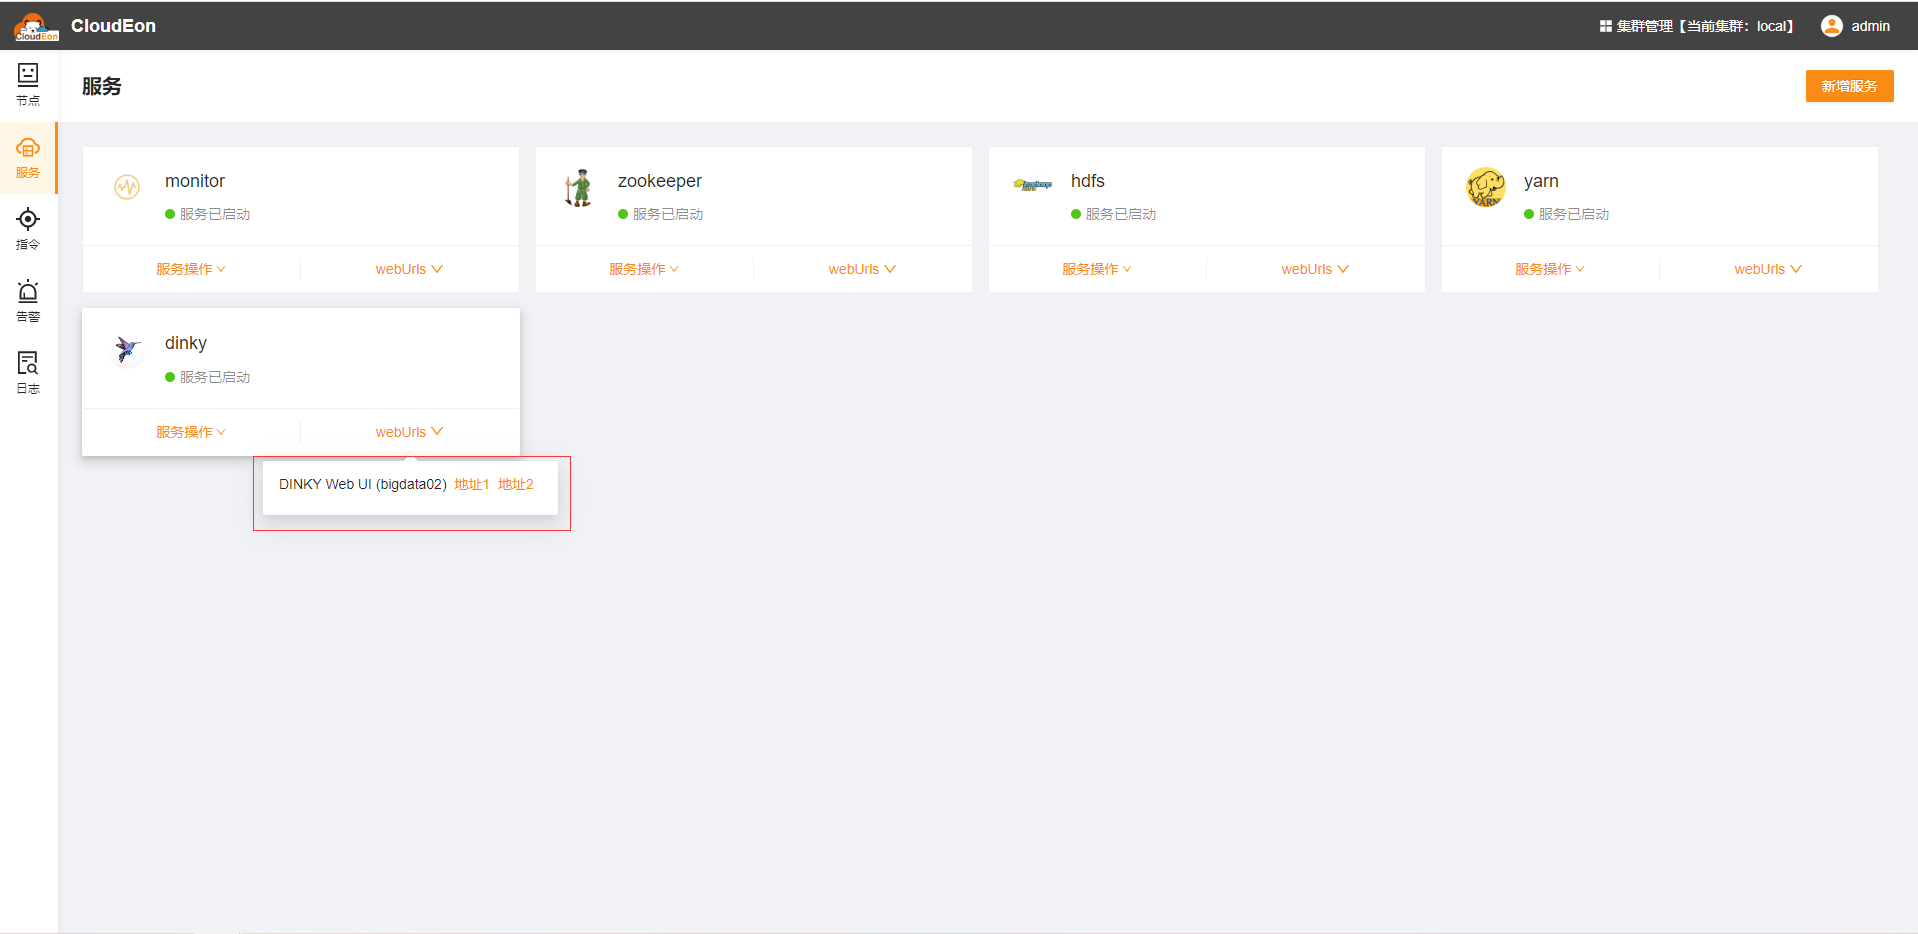 CloudEon
CloudEon
集群管理【当前集群：local】
admin
节点
服务
指令
告警
日志
服务
新增服务
monitor
服务已启动
服务操作
webUrls
zookeeper
服务已启动
服务操作
webUrls
hdfs
服务已启动
服务操作
webUrls
yarn
服务已启动
服务操作
webUrls
YARN
dinky
服务已启动
服务操作
webUrls
DINKY Web UI (bigdata02) 地址1 地址2